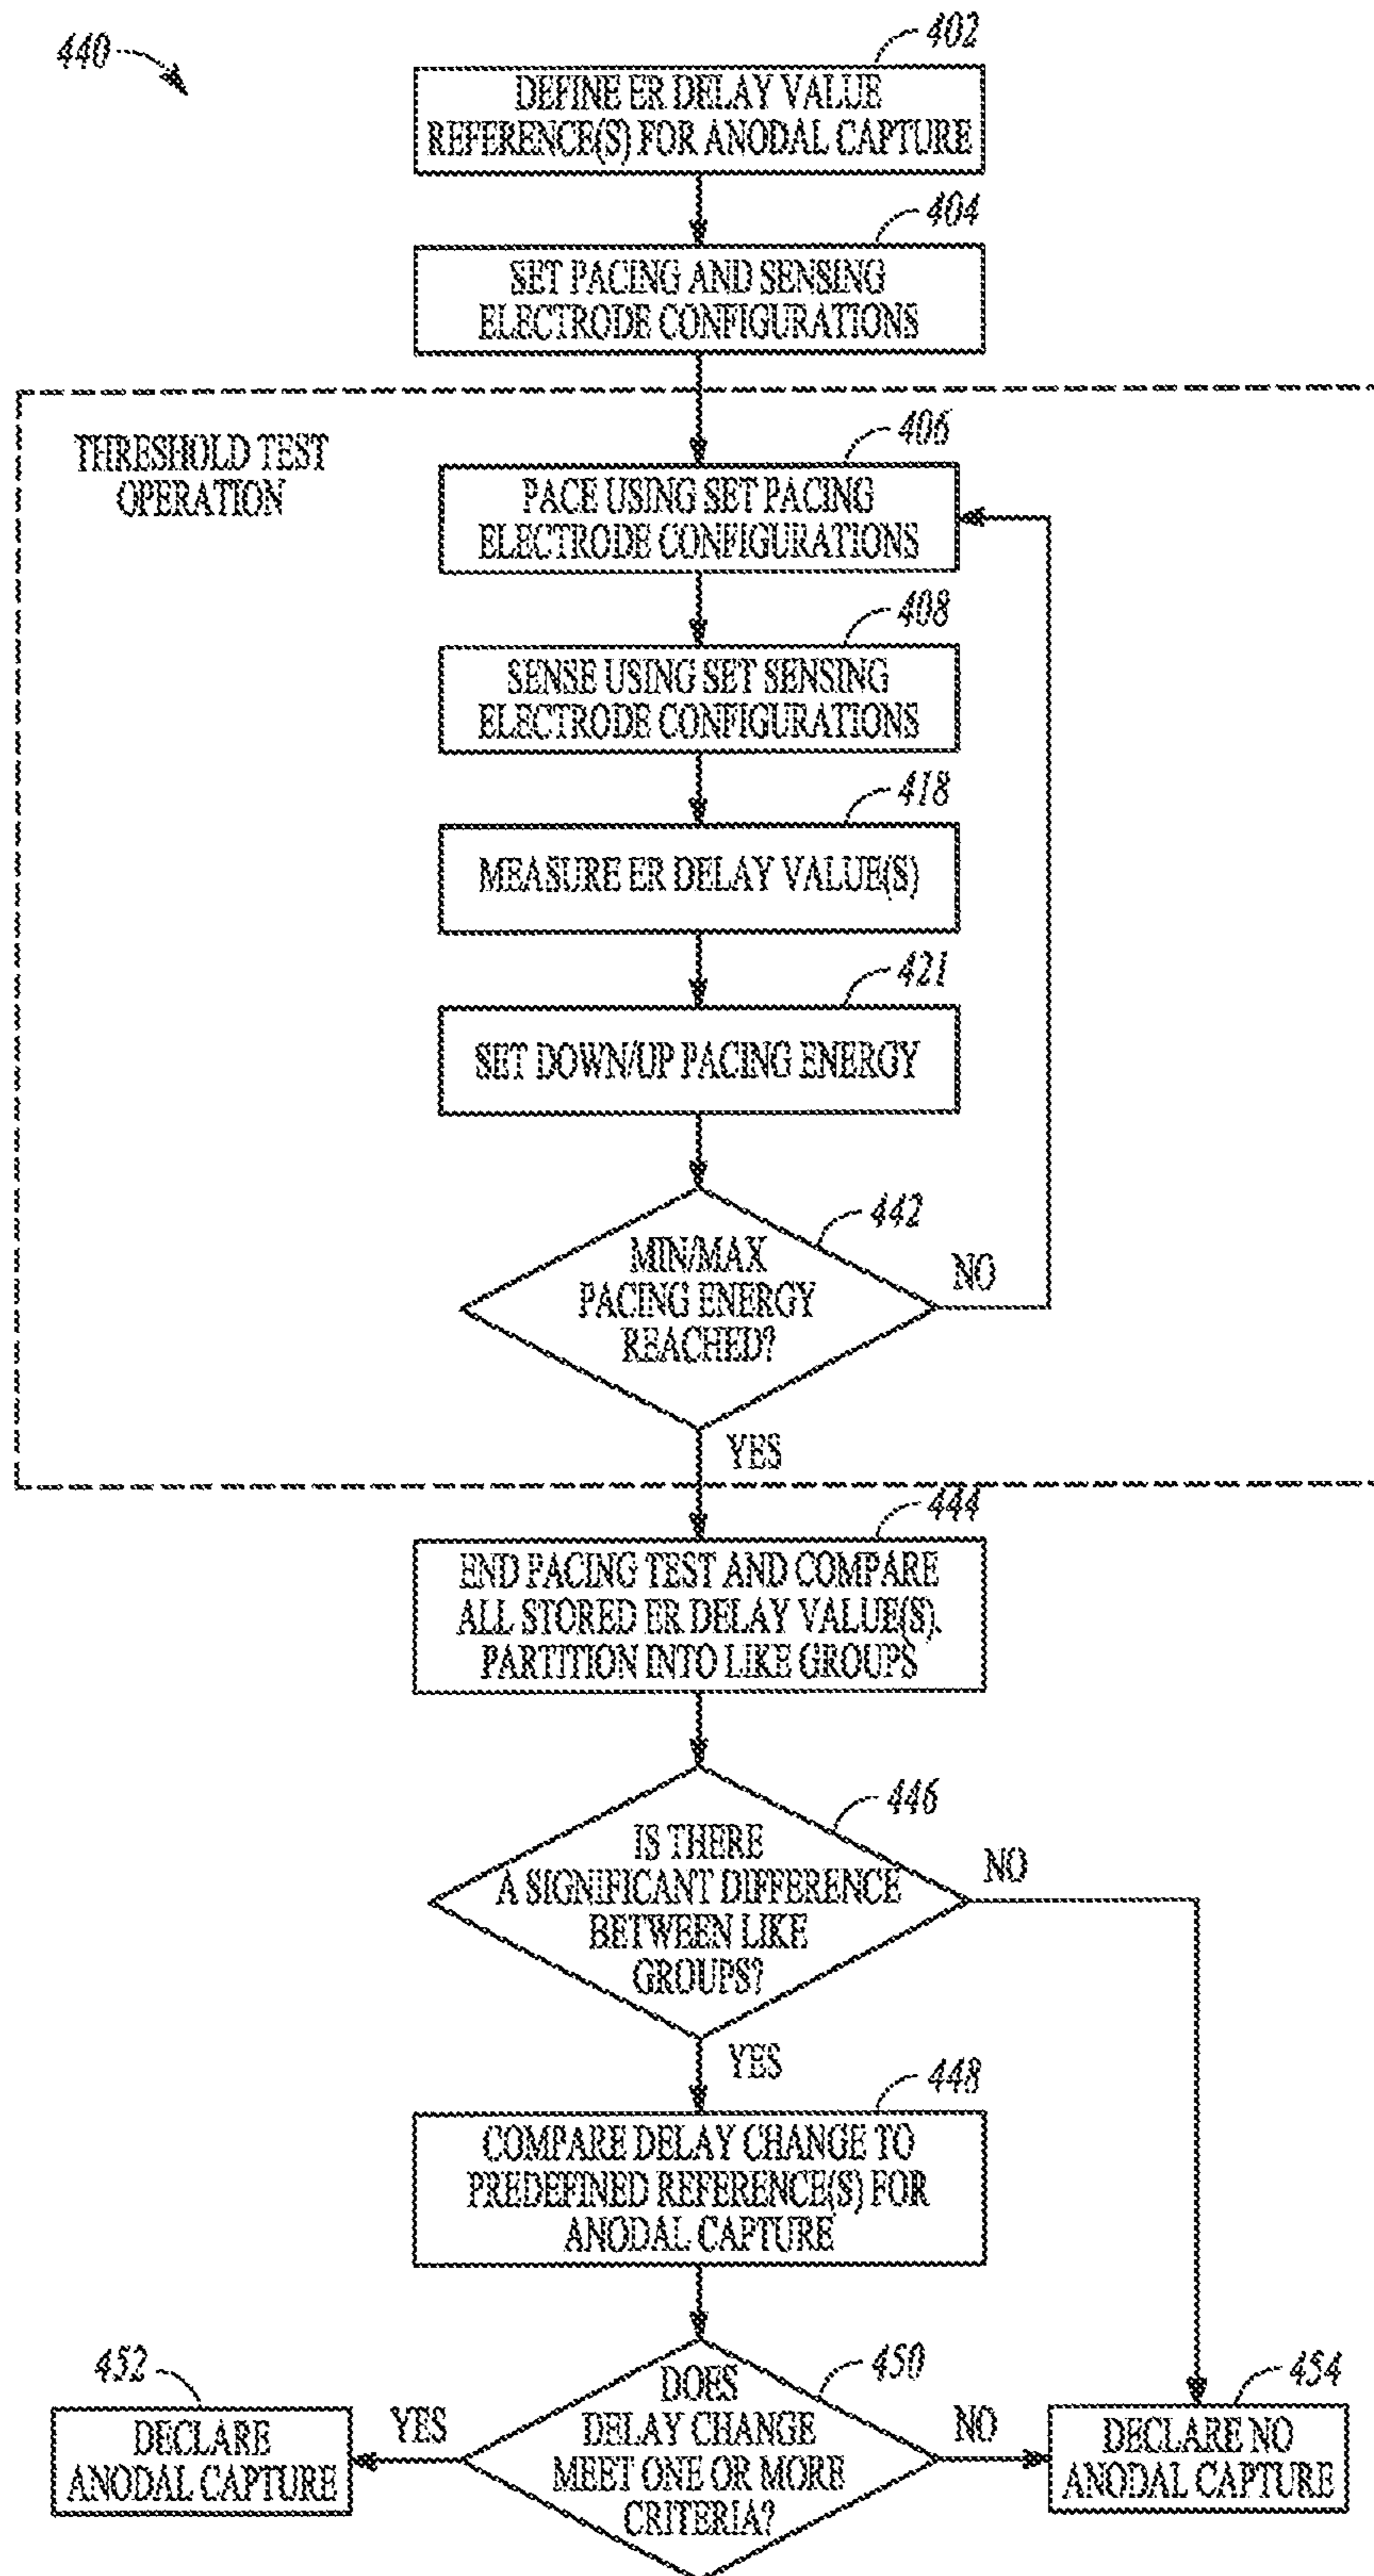 440
402
DEFINE ER DELAY VALUE
REFERENCE(S) FOR ANODAL CAPTURE
404
SET PACING AND SENSING
ELECTRODE CONFIGURATIONS
THRESHOLD TEST
OPERATION
406
PACE USING SET PACING
ELECTRODE CONFIGURATIONS
408
SENSE USING SET SENSING
ELECTRODE CONFIGURATIONS
418
MEASURE ER DELAY VALUE(S)
421
SET DOWN/UP PACING ENERGY
442
MIN/MAX
PACING ENERGY
REACHED?
NO
YES
444
END PACING TEST AND COMPARE
ALL STORED ER DELAY VALUE(S).
PARTITION INTO LIKE GROUPS
446
IS THERE
A SIGNIFICANT DIFFERENCE
BETWEEN LIKE
GROUPS?
NO
YES
448
COMPARE DELAY CHANGE TO
PREDEFINED REFERENCE(S) FOR
ANODAL CAPTURE
450
DOES
DELAY CHANGE
MEET ONE OR MORE
CRITERIA?
YES
NO
452
DECLARE
ANODAL CAPTURE
454
DECLARE NO
ANODAL CAPTURE